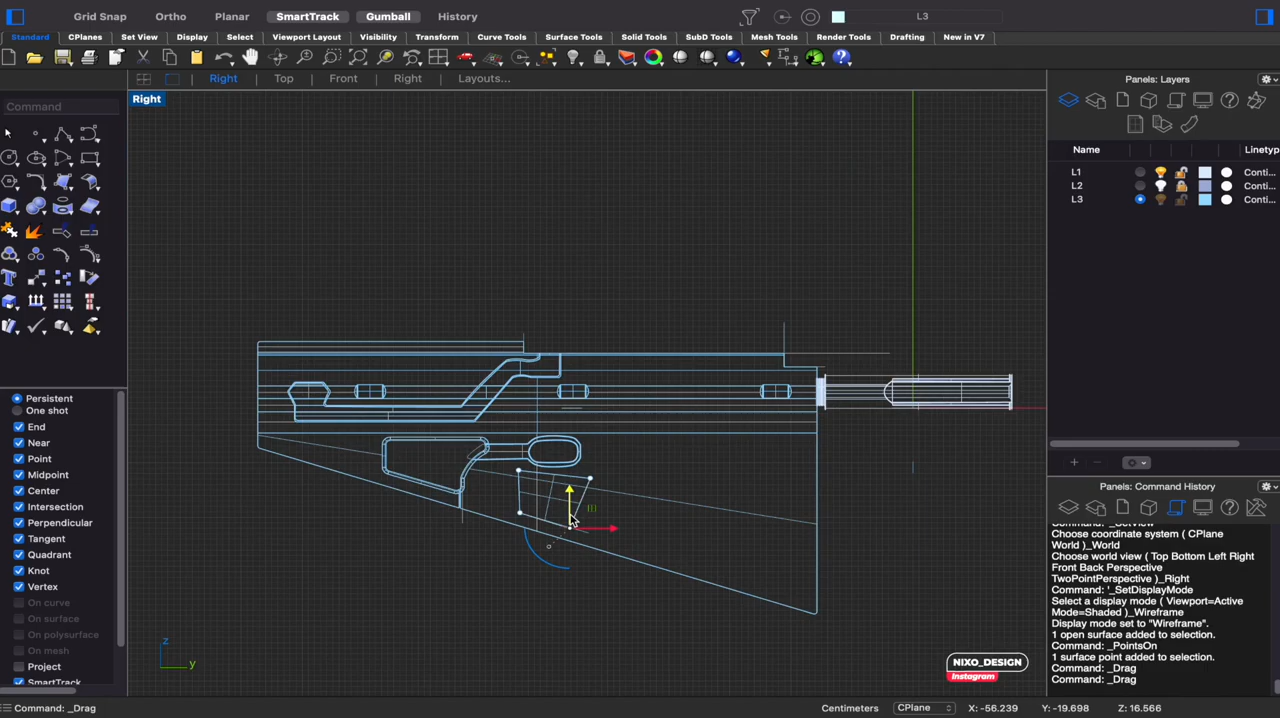 Grid Snap Ortho Planar SmartTrack Gumball History L3
Standard CPlanes Set View Display Select Viewport Layout Visibility Transform Curve Tools Surface Tools Solid Tools SubD Tools Mesh Tools Render Tools Drafting New in V7
Right Top Front Right Layouts... Panels: Layers
Right
Command
Name Linetyp
L1 Conti...
L2 Conti...
L3 Conti...
Persistent
One shot
End
Near
Point
Midpoint
Center
Intersection
Perpendicular
Tangent
Quadrant
Knot
Vertex
On curve
On surface
On polysurface
On mesh
Project
SmartTrack
z
y
Panels: Command History
Command: _SetView
Choose coordinate system ( CPlane
World )_World
Choose world view ( Top Bottom Left Right
Front Back Perspective
TwoPointPerspective )_Right
Command: '_SetDisplayMode
Select a display mode ( Viewport=Active
Mode=Shaded )_Wireframe
Display mode set to "Wireframe".
1 open surface added to selection.
Command: _PointsOn
1 surface point added to selection.
Command: _Drag
Command: _Drag
NIXO_DESIGN
Instagram
Command: _Drag Centimeters CPlane X: -56.239 Y: -19.698 Z: 16.566